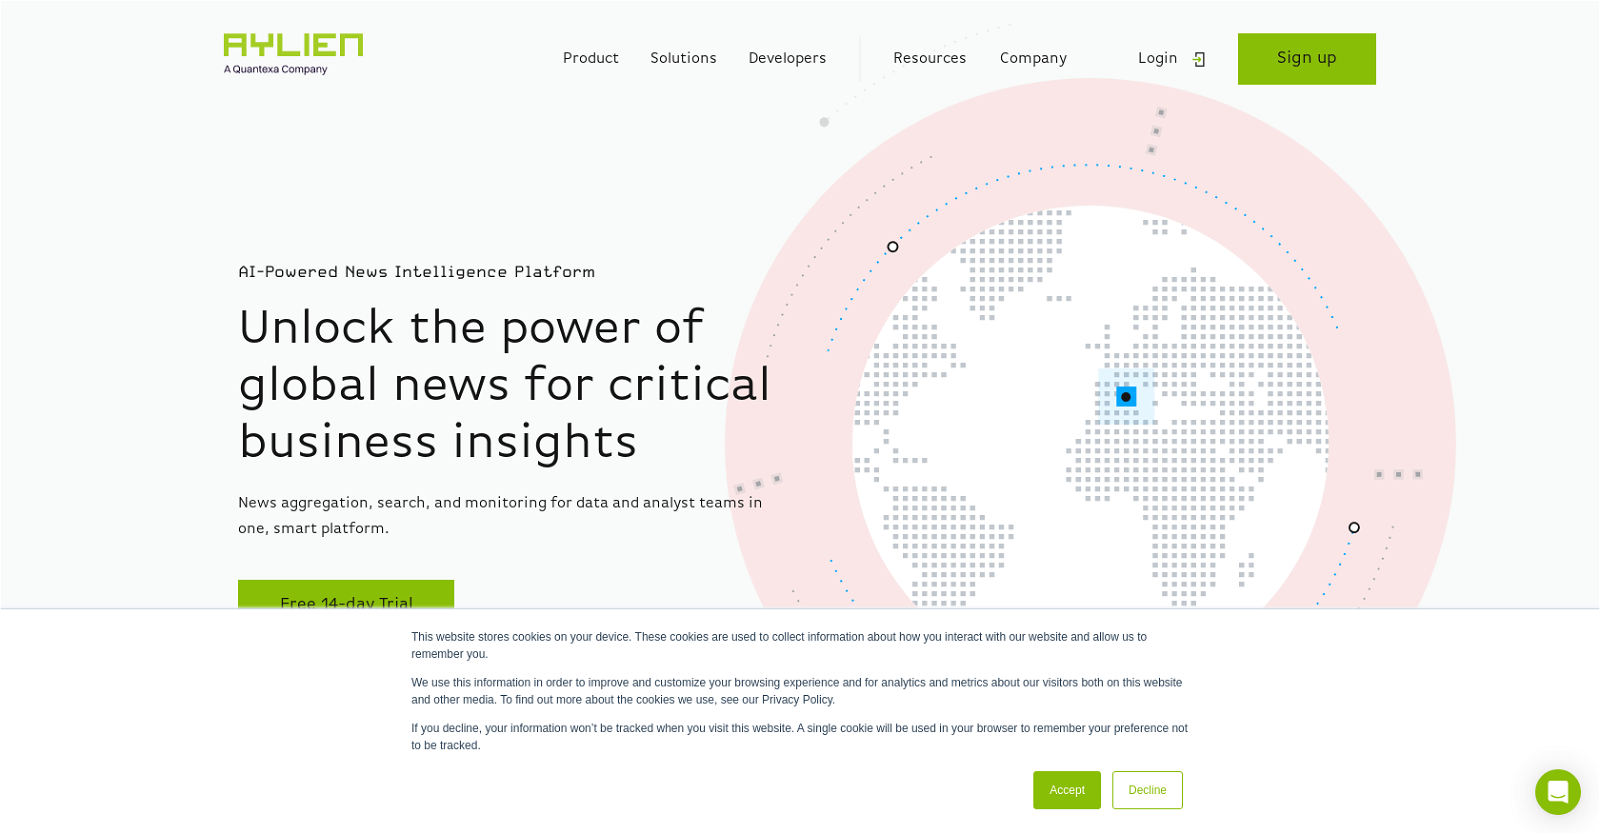 AYLIEN
A Quantexa Company
Product
Solutions
Developers
Resources
Company
Login
Sign up
AI-Powered News Intelligence Platform
Unlock the power of
global news for critical
business insights
News aggregation, search, and monitoring for data and analyst teams in
one, smart platform.
Free 14-day Trial
This website stores cookies on your device. These cookies are used to collect information about how you interact with our website and allow us to
remember you.
We use this information in order to improve and customize your browsing experience and for analytics and metrics about our visitors both on this website
and other media. To find out more about the cookies we use, see our Privacy Policy.
If you decline, your information won’t be tracked when you visit this website. A single cookie will be used in your browser to remember your preference not
to be tracked.
Accept
Decline